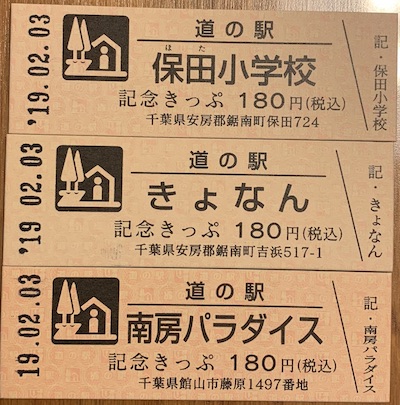 '19.02.03
道の駅
ほた
保田小学校
記念きっぷ 180円(税込)
千葉県安房郡鋸南町保田724
記・保田小学校
'19 02.03
道の駅
きょなん
記念きっぷ 180円(税込)
千葉県安房郡鋸南町吉浜517-1
記・きょなん
19.02.03
道の駅
南房パラダイス
記念きっぷ 180円(税込)
千葉県館山市藤原1497番地
記・南房パラダイス